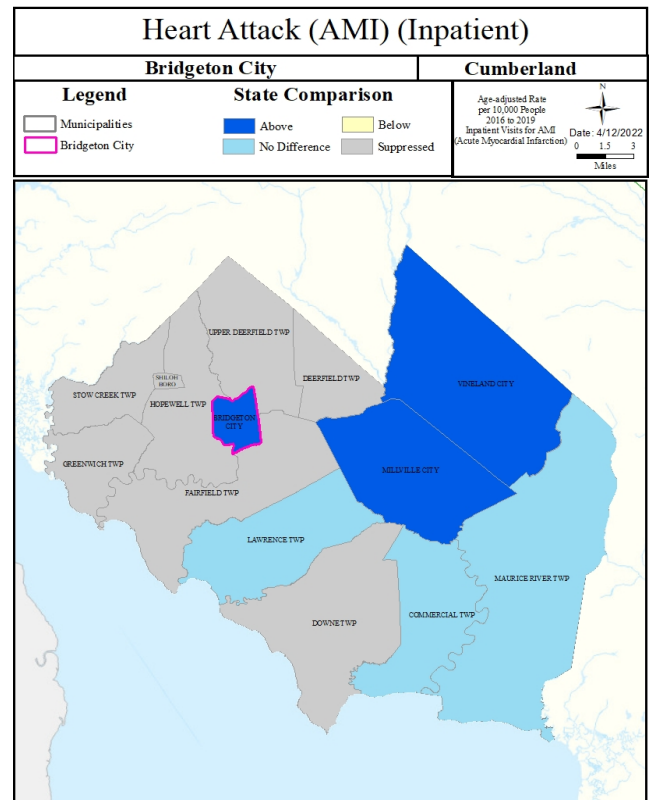 Heart Attack (AMI) (Inpatient)
Bridgeton City
Cumberland
Legend
Municipalities
Bridgeton City
State Comparison
Above
Below
No Difference
Suppressed
Age-adjusted Rate
per 10,000 People
2016 to 2019
Inpatient Visits for AMI
(Acute Myocardial Infarction)
N
Date: 4/12/2022
0 1.5 3
Miles
UPPER DEERFIELD TWP
DEERFIELD TWP
VINELAND CITY
SHILOH
BORO
STOW CREEK TWP
HOPEWELL TWP
BRIDGETON
CITY
GREENWICH TWP
MILLVILLE CITY
FAIRFIELD TWP
LAWRENCE TWP
MAURICE RIVER TWP
COMMERCIAL TWP
DOWNE TWP